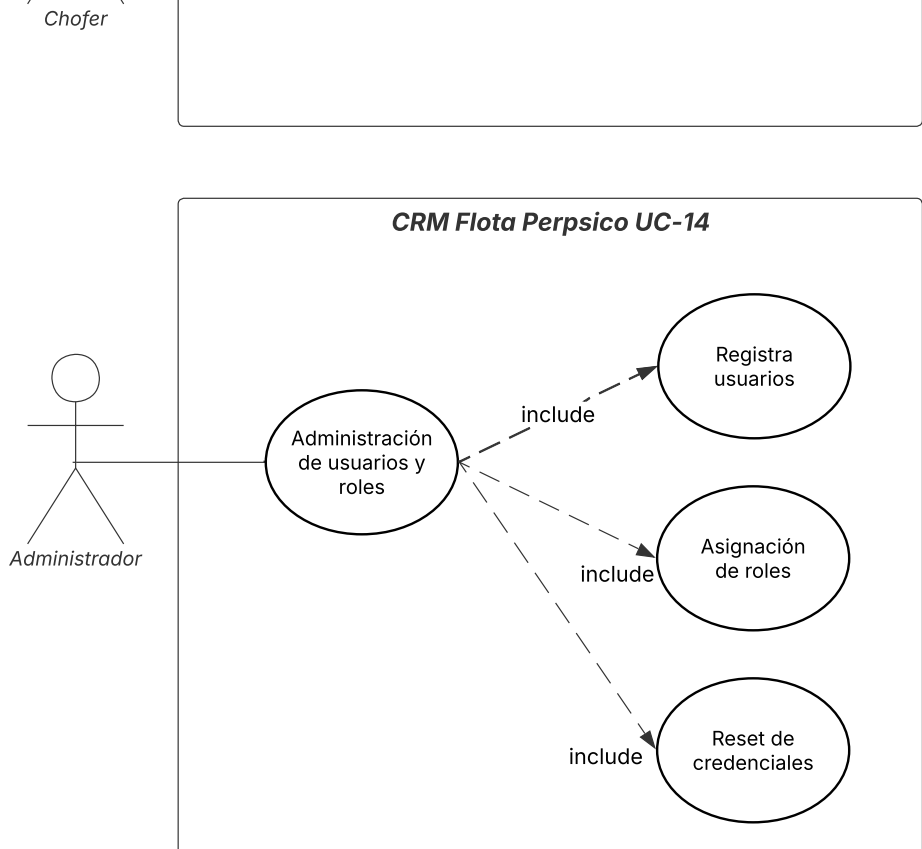 Chofer
CRM Flota Perpsico UC-14
Registra
usuarios
include
Administración
de usuarios y
roles
Asignación
de roles
Administrador
include
Reset de
credenciales
include